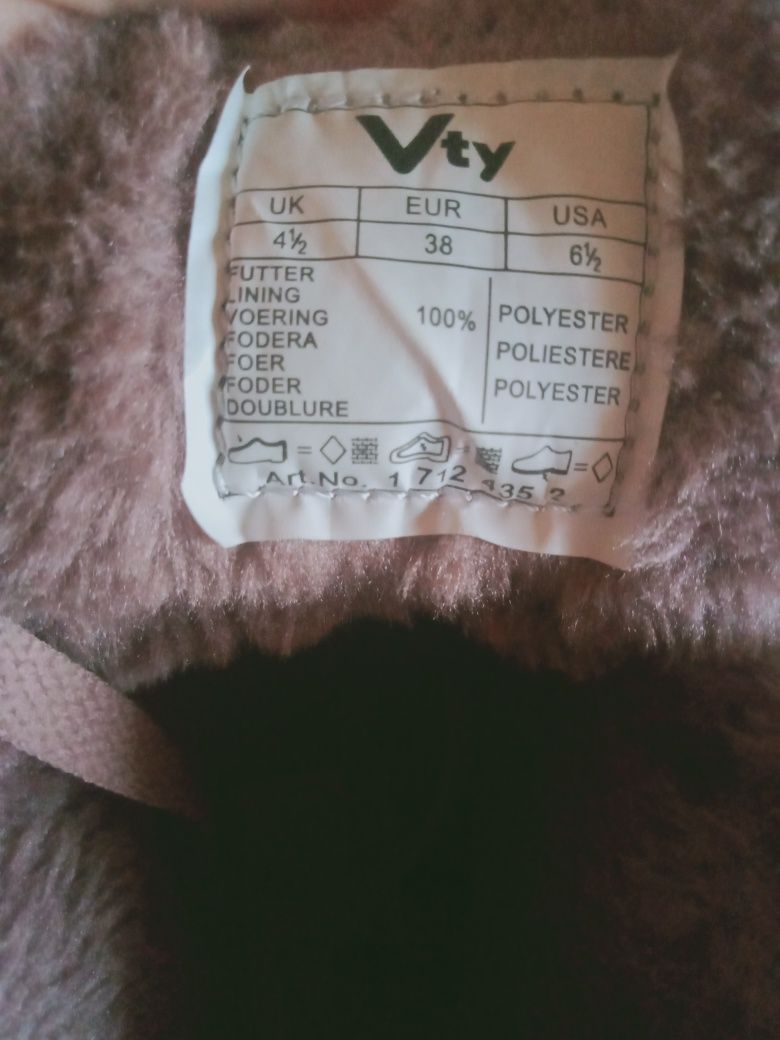 Vty
UK EUR USA
4½ 38 6½
FUTTER
LINING
VOERING 100% POLYESTER
FODERA POLIESTERE
FOER
FODER POLYESTER
DOUBLURE
= =  =
Art.No. 1 712 435 2